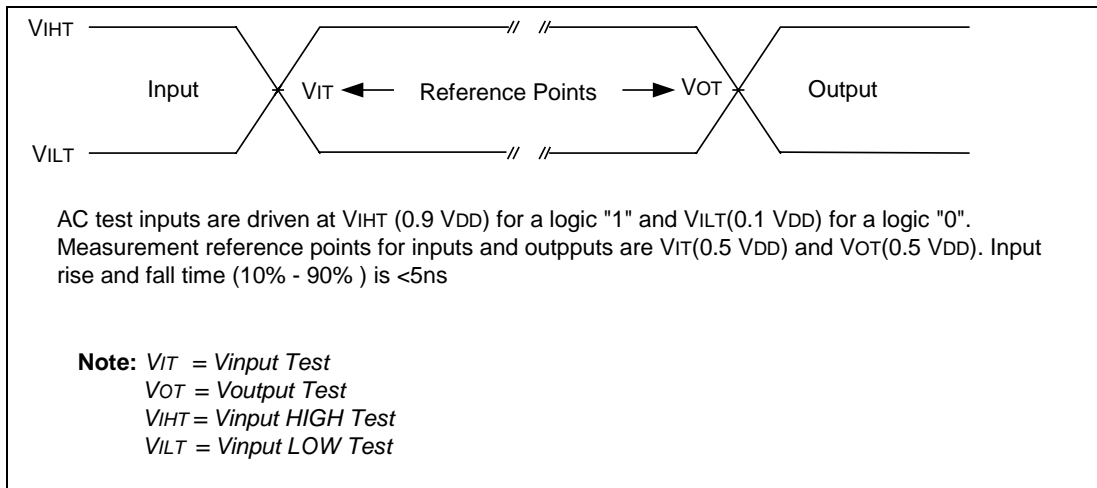 VIHT
Input VIT Reference Points VOT Output
VILT
AC test inputs are driven at VIHT (0.9 VDD) for a logic "1" and VILT(0.1 VDD) for a logic "0".
Measurement reference points for inputs and outpputs are VIT(0.5 VDD) and VOT(0.5 VDD). Input
rise and fall time (10% - 90% ) is <5ns
Note: VIT = Vinput Test
VOT = Voutput Test
VIHT = Vinput HIGH Test
VILT = Vinput LOW Test